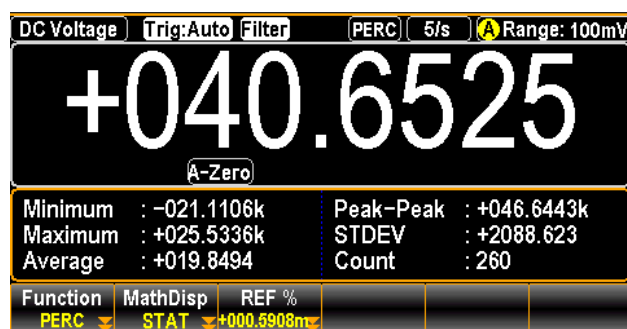 DC Voltage Trig:Auto Filter PERC 5/s A Range: 100mV
+040.6525
A-Zero
Minimum : -021.1106k Peak-Peak : +046.6443k
Maximum : +025.5336k STDEV : +2088.623
Average : +019.8494 Count : 260
Function MathDisp REF %
PERC STAT +000.5908m